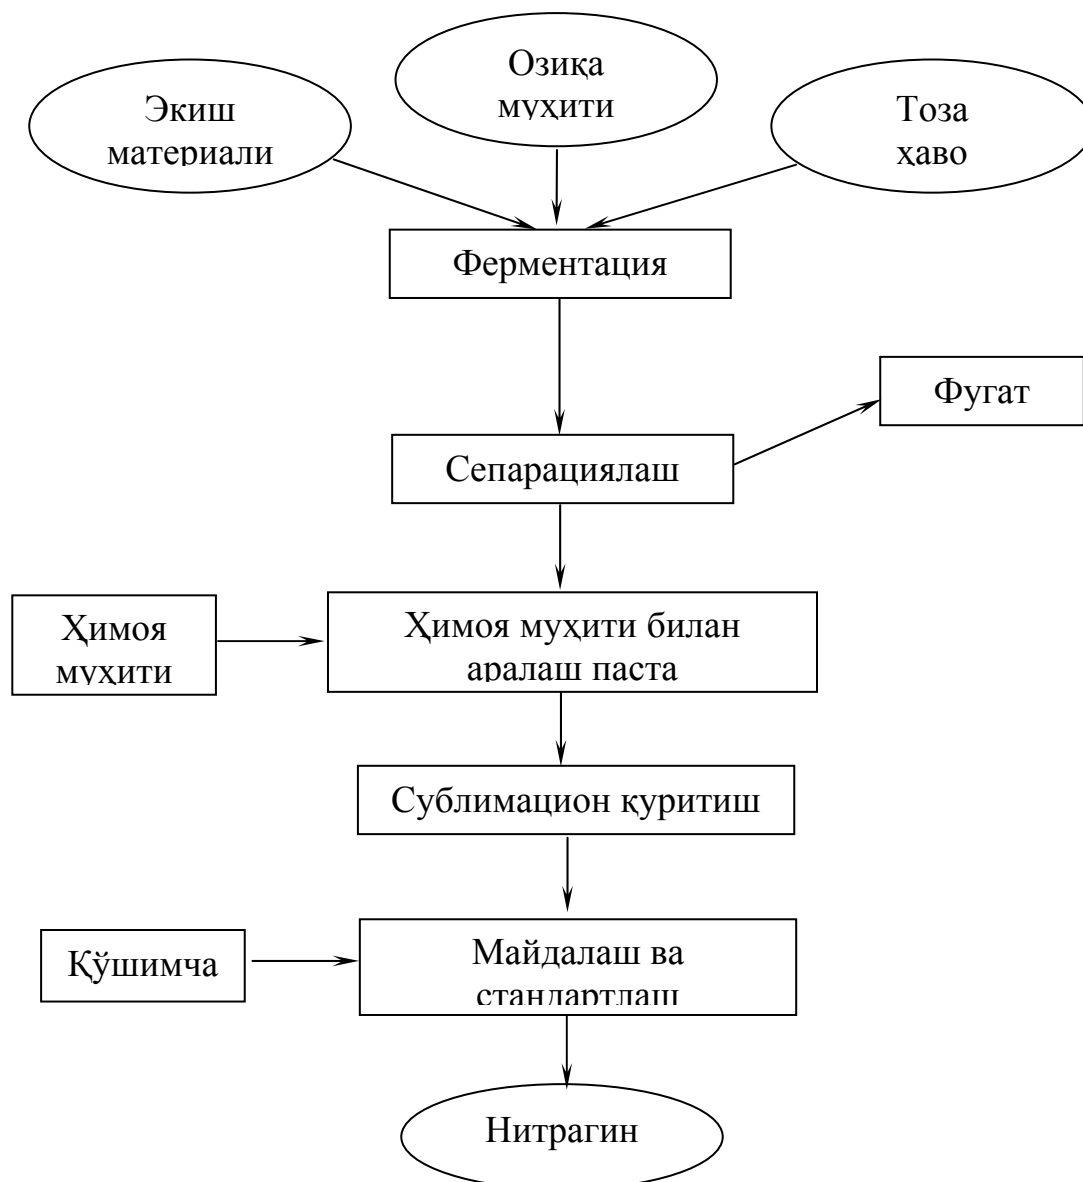 Озиқа
муҳити
Экиш
материали
Тоза
ҳаво
Ферментация
Фугат
Сепарациялаш
Ҳимоя
муҳити
Ҳимоя муҳити билан
аралаш паста
Сублимацион қуритиш
Қўшимча
Майдалаш ва
стандартлаш
Нитрагин